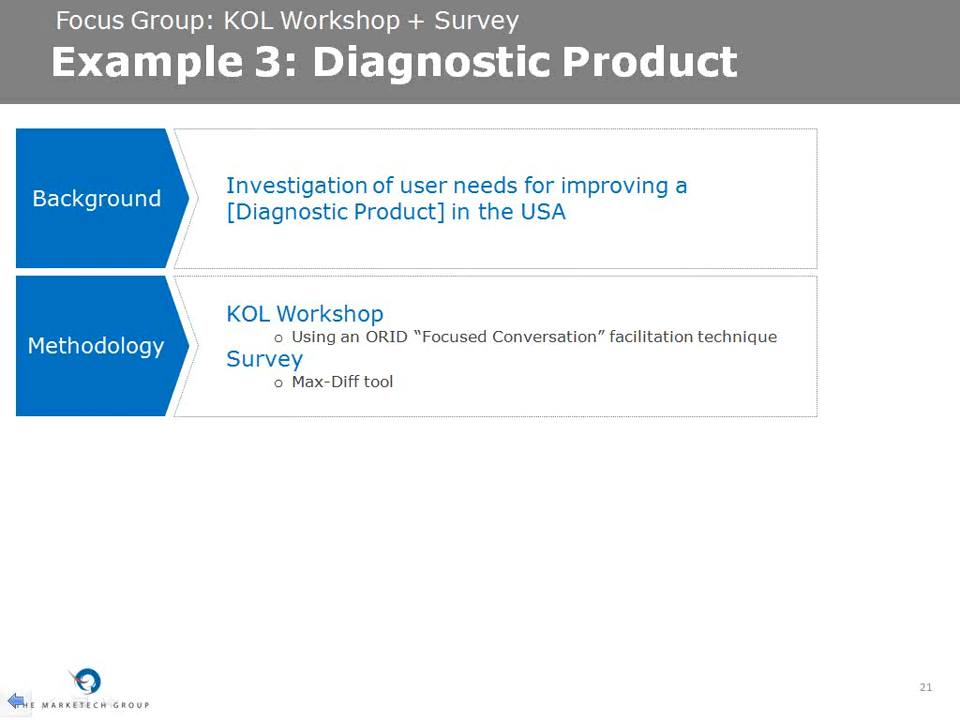 Focus Group: KOL Workshop + Survey
Example 3: Diagnostic Product
Background
Investigation of user needs for improving a
[Diagnostic Product] in the USA
Methodology
KOL Workshop
o Using an ORID “Focused Conversation” facilitation technique
Survey
o Max-Diff tool
THE MARKETECH GROUP
21